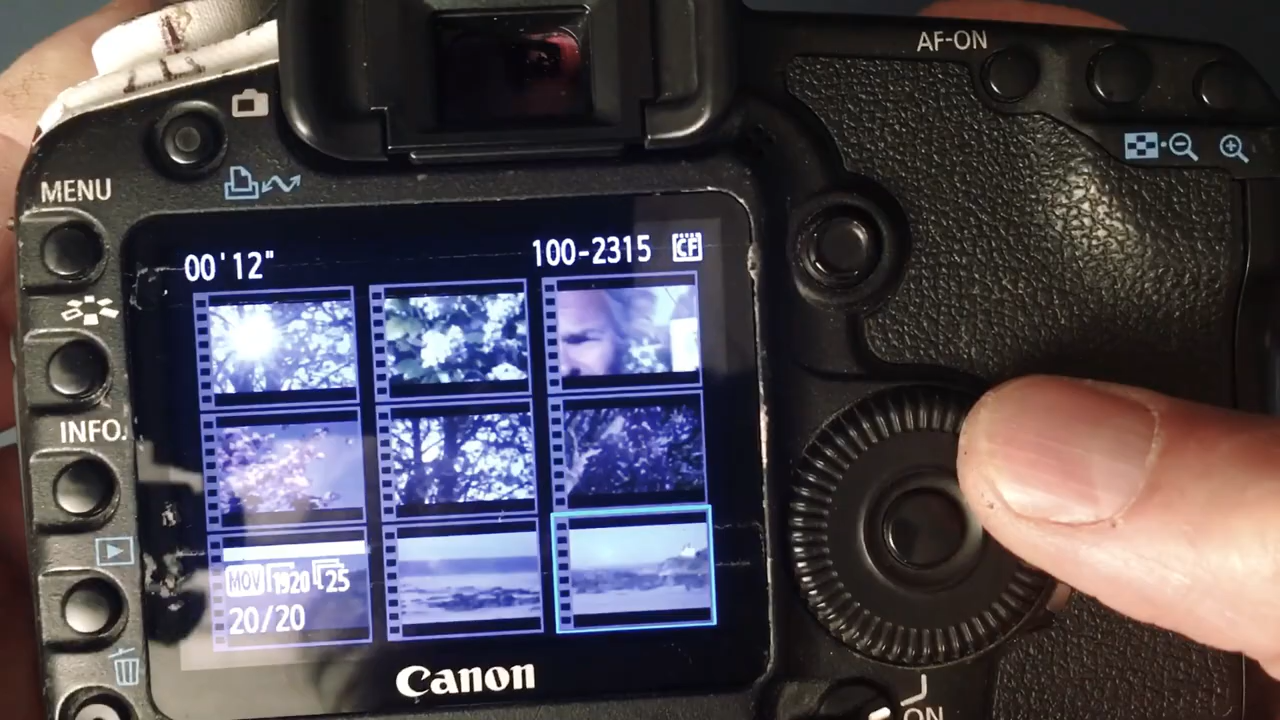 AF-ON
MENU
00'12" 100-2315 CF
INFO.
MOV 1920 25
20/20
Canon
ON